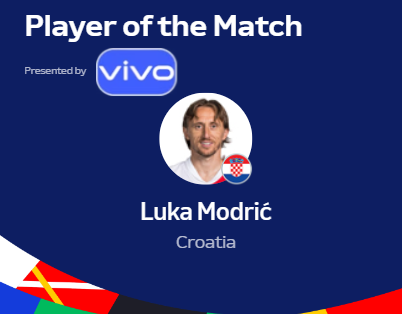 Player of the Match
Presented by vivo
Luka Modrić
Croatia